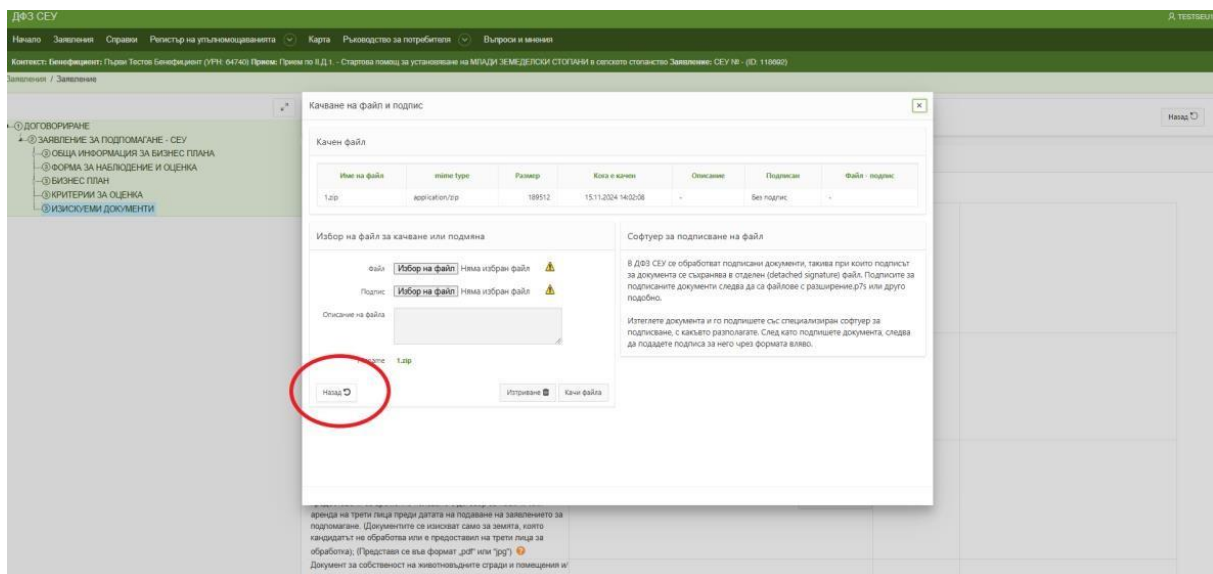 ДФЗ СЕУ
TESTSEU1
Начало Заявления Справки Регистър на упълномощаванията Карта Ръководство за потребителя Въпроси и мнения
Контекст: Бенефициент: Първи Тестов Бенефициент (УРН: 64740) Прием: Прием по II.Д.1. - Стартова помощ за установяване на МЛАДИ ЗЕМЕДЕЛСКИ СТОПАНИ в селското стопанство Заявление: СЕУ № - (ID: 118692)
Заявления / Заявление
Назад
① ДОГОВОРИРАНЕ
② ЗАЯВЛЕНИЕ ЗА ПОДПОМАГАНЕ - СЕУ
③ ОБЩА ИНФОРМАЦИЯ ЗА БИЗНЕС ПЛАНА
③ ФОРМА ЗА НАБЛЮДЕНИЕ И ОЦЕНКА
③ БИЗНЕС ПЛАН
③ КРИТЕРИИ ЗА ОЦЕНКА
③ ИЗИСКУЕМИ ДОКУМЕНТИ
Качване на файл и подпис
Качен файл
Име на файл mime type Размер Кога е качен Описание Подписан Файл - подпис
1.zip application/zip 189512 15.11.2024 14:02:08 - Без подпис -
Избор на файл за качване или подмяна
Файл Избор на файл Няма избран файл
Подпис Избор на файл Няма избран файл
Описание на файла
1.zip
Назад Изтриване Качи файла
Софтуер за подписване на файл
В ДФЗ СЕУ се обработват подписани документи, такива при които подписът
за документа се съхранява в отделен (detached signature) файл. Подписите за
подписаните документи следва да са файлове с разширение.p7s или друго
подобно.
Изтеглете документа и го подпишете със специализиран софтуер за
подписване, с какъвто разполагате. След като подпишете документа, следва
да подадете подписа за него чрез формата вляво.
аренда на трети лица преди датата на подаване на заявлението за
подпомагане. (Документите се изискват само за земята, която
кандидатът не обработва или е предоставил на трети лица за
обработка); (Представя се във формат „pdf" или "jpg")
Документ за собственост на животновъдните сгради и помещения и/